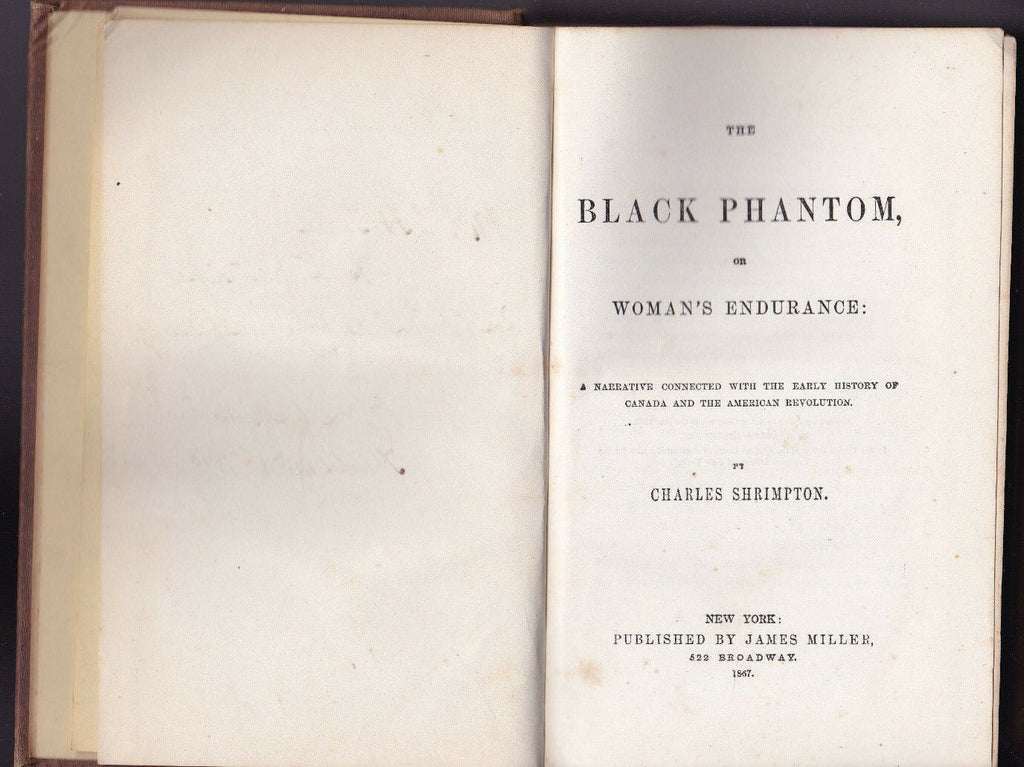 THE
BLACK PHANTOM,
OR
WOMAN'S ENDURANCE:
A NARRATIVE CONNECTED WITH THE EARLY HISTORY OF
CANADA AND THE AMERICAN REVOLUTION.
BY
CHARLES SHRIMPTON.
NEW YORK:
PUBLISHED BY JAMES MILLER,
522 BROADWAY.
1867.